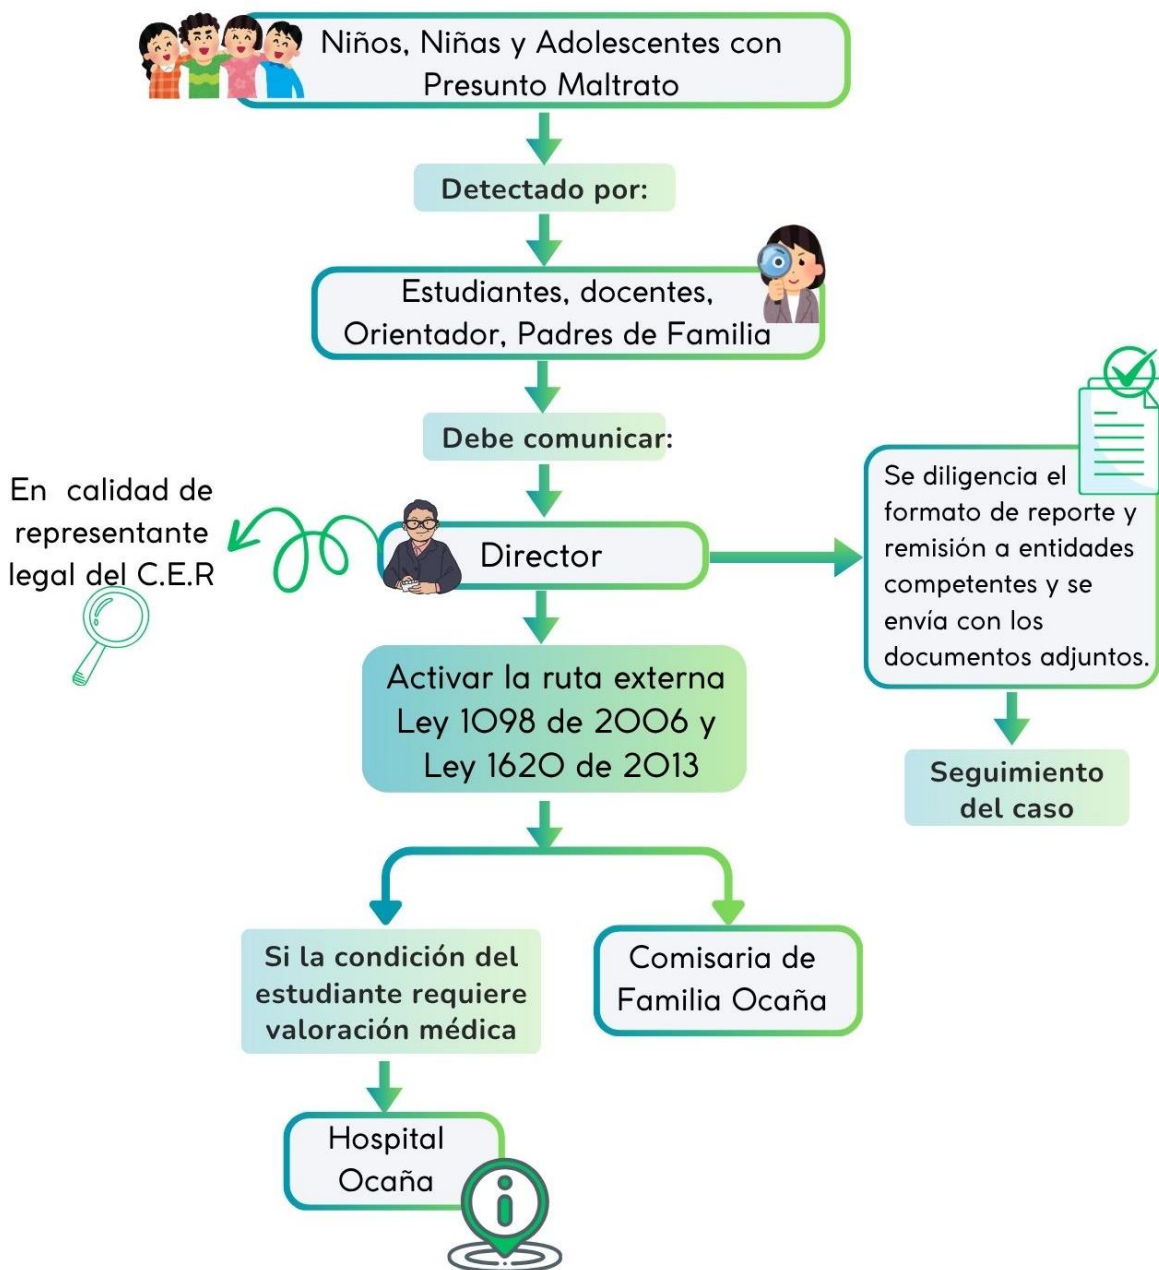 Niños, Niñas y Adolescentes con
Presunto Maltrato
Detectado por:
Estudiantes, docentes,
Orientador, Padres de Familia
Debe comunicar:
En calidad de
representante
legal del C.E.R
Director
Se diligencia el
formato de reporte y
remisión a entidades
competentes y se
envía con los
documentos adjuntos.
Activar la ruta externa
Ley 1098 de 2006 y
Ley 1620 de 2013
Seguimiento
del caso
Si la condición del
estudiante requiere
valoración médica
Comisaria de
Familia Ocaña
Hospital
Ocaña